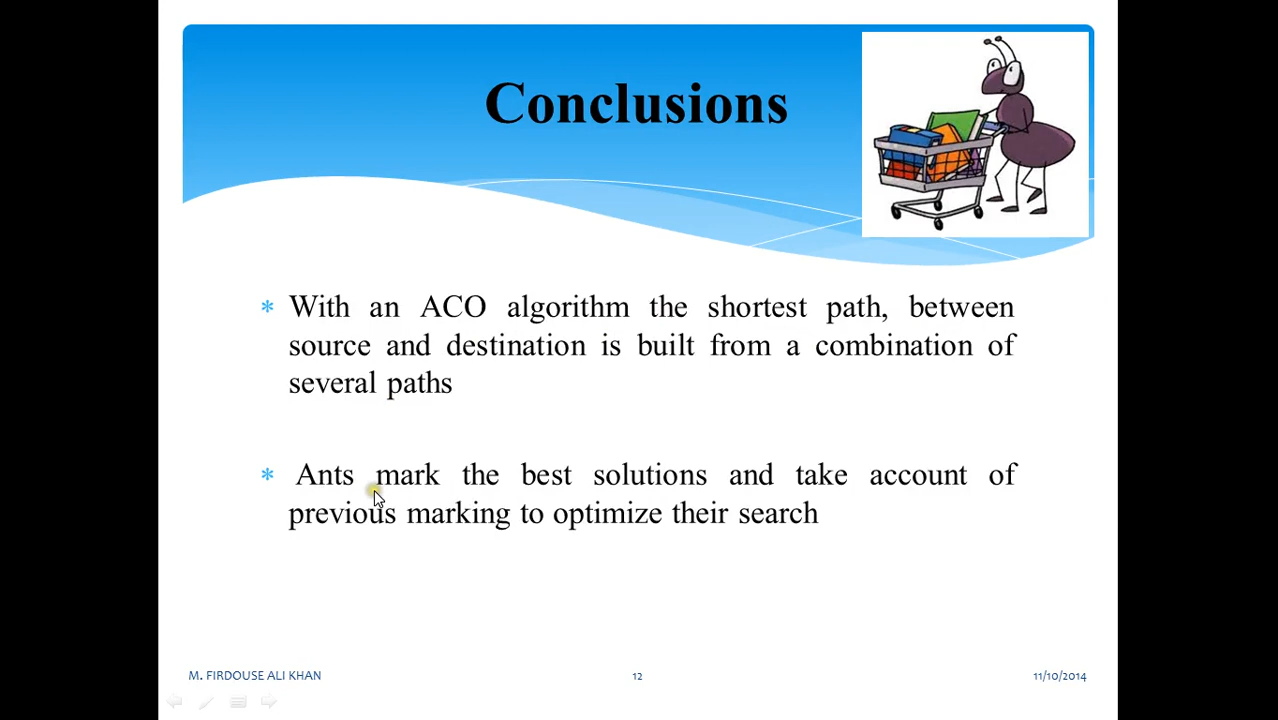 Conclusions
* With an ACO algorithm the shortest path, between
source and destination is built from a combination of
several paths
* Ants mark the best solutions and take account of
previous marking to optimize their search
M. FIRDOUSE ALI KHAN
12
11/10/2014